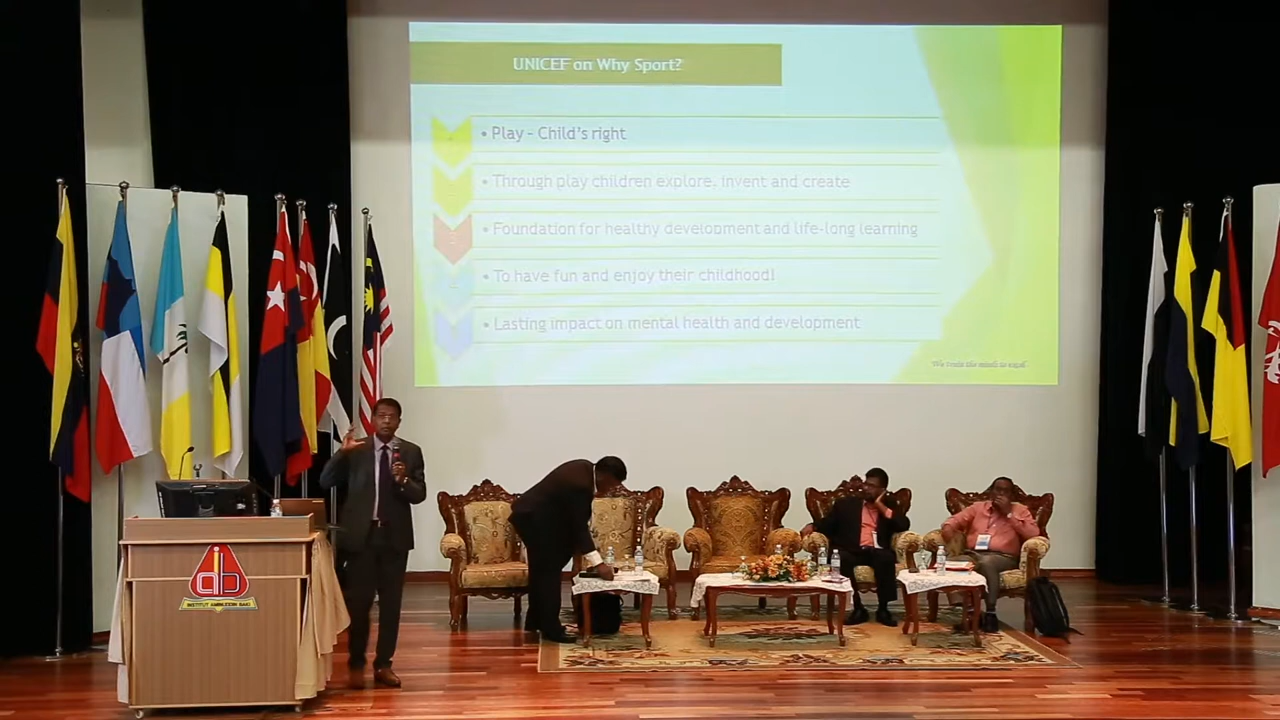 UNICEF on Why Sport?
• Play - Child's right
• Through play children explore, invent and create
3
• Foundation for healthy development and life-long learning
• To have fun and enjoy their childhood!
• Lasting impact on mental health and development
INSTITUT AMINUDDIN BAKI